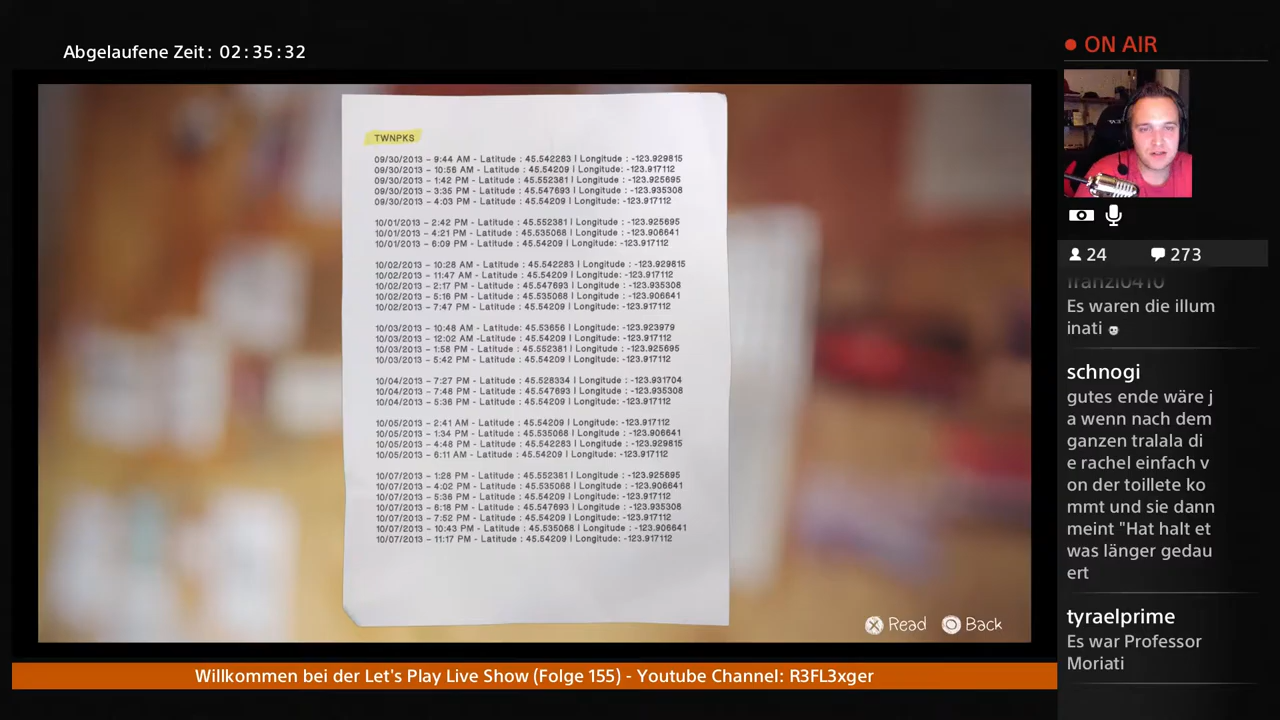 Abgelaufene Zeit: 02:35:32
ON AIR
TWNPKS
09/30/2013 – 9:44 AM - Latitude : 45.542283 | Longitude : -123.929815
09/30/2013 – 10:56 AM - Latitude : 45.54209 | Longitude: -123.917112
09/30/2013 – 1:42 PM - Latitude : 45.552381 | Longitude : -123.925695
09/30/2013 – 3:35 PM - Latitude : 45.547693 | Longitude : -123.935308
09/30/2013 – 4:03 PM - Latitude : 45.54209 | Longitude: -123.917112
10/01/2013 – 2:42 PM - Latitude : 45.552381 | Longitude : -123.925695
10/01/2013 – 4:21 PM - Latitude : 45.535068 | Longitude : -123.906641
10/01/2013 – 6:09 PM - Latitude : 45.54209 | Longitude: -123.917112
10/02/2013 – 10:28 AM - Latitude : 45.542283 | Longitude : -123.929815
10/02/2013 – 11:47 AM - Latitude : 45.54209 | Longitude: -123.917112
10/02/2013 – 2:17 PM - Latitude : 45.547693 | Longitude : -123.935308
10/02/2013 – 5:16 PM - Latitude : 45.535068 | Longitude : -123.906641
10/02/2013 – 7:47 PM - Latitude : 45.54209 | Longitude: -123.917112
10/03/2013 – 10:48 AM - Latitude: 45.53656 | Longitude: -123.923979
10/03/2013 – 12:02 AM -Latitude : 45.54209 | Longitude: -123.917112
10/03/2013 – 1:58 PM - Latitude : 45.552381 | Longitude : -123.925695
10/03/2013 – 5:42 PM - Latitude : 45.54209 | Longitude: -123.917112
10/04/2013 – 7:27 PM - Latitude : 45.528334 | Longitude : -123.931704
10/04/2013 – 7:46 PM - Latitude : 45.547693 | Longitude : -123.935308
10/04/2013 – 5:36 PM - Latitude : 45.54209 | Longitude: -123.917112
10/05/2013 – 2:41 AM - Latitude : 45.54209 | Longitude: -123.917112
10/05/2013 – 1:34 PM - Latitude : 45.535068 | Longitude : -123.906641
10/05/2013 – 4:48 PM - Latitude : 45.542283 | Longitude : -123.929815
10/05/2013 – 6:11 AM - Latitude : 45.54209 | Longitude: -123.917112
10/07/2013 – 1:28 PM - Latitude : 45.552381 | Longitude : -123.925695
10/07/2013 – 4:02 PM - Latitude : 45.535068 | Longitude : -123.906641
10/07/2013 – 5:36 PM - Latitude : 45.54209 | Longitude: -123.917112
10/07/2013 – 6:18 PM - Latitude : 45.547693 | Longitude : -123.935308
10/07/2013 – 7:52 PM - Latitude : 45.54209 | Longitude: -123.917112
10/07/2013 – 10:43 PM - Latitude : 45.535068 | Longitude : -123.906641
10/07/2013 – 11:17 PM - Latitude : 45.54209 | Longitude: -123.917112
Read
Back
24
273
franzi0410
Es waren die illum
inati
schnogi
gutes ende wäre j
a wenn nach dem
ganzen tralala di
e rachel einfach v
on der toillete ko
mmt und sie dann
meint "Hat halt et
was länger gedau
ert
tyraelprime
Es war Professor
Moriati
Willkommen bei der Let's Play Live Show (Folge 155) - Youtube Channel: R3FL3xger